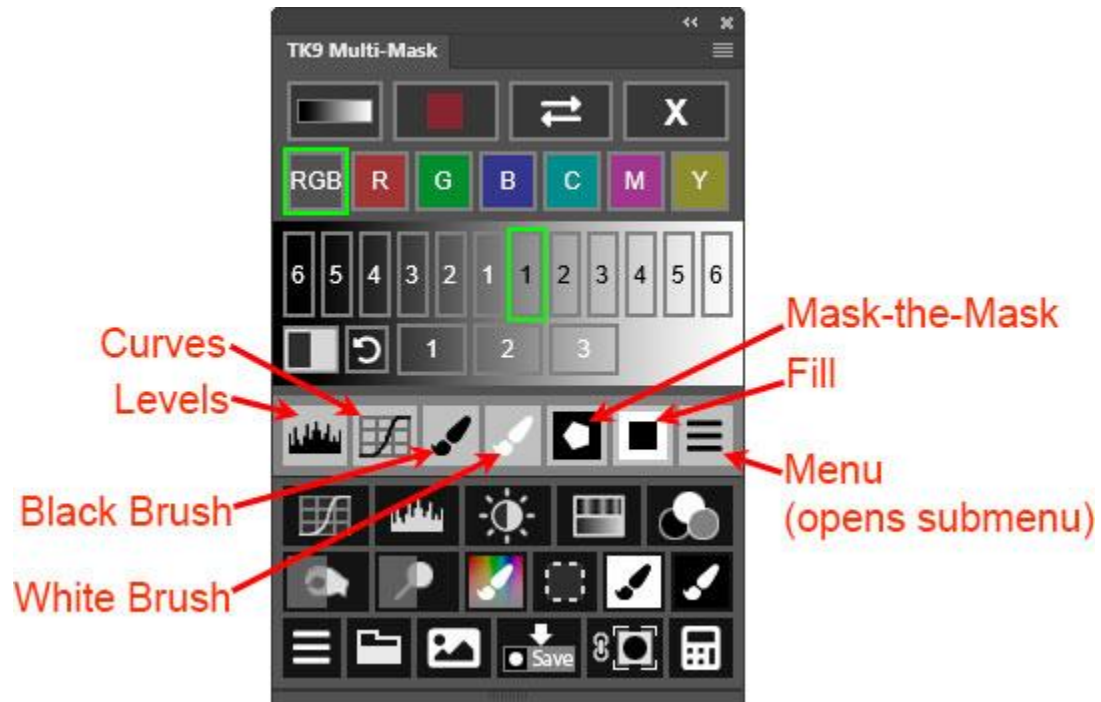 TK9 Multi-Mask
X
RGB R G B C M Y
6 5 4 3 2 1 1 2 3 4 5 6
1 2 3
Mask-the-Mask
Curves
Fill
Levels
Menu
(opens submenu)
Black Brush
White Brush
Save